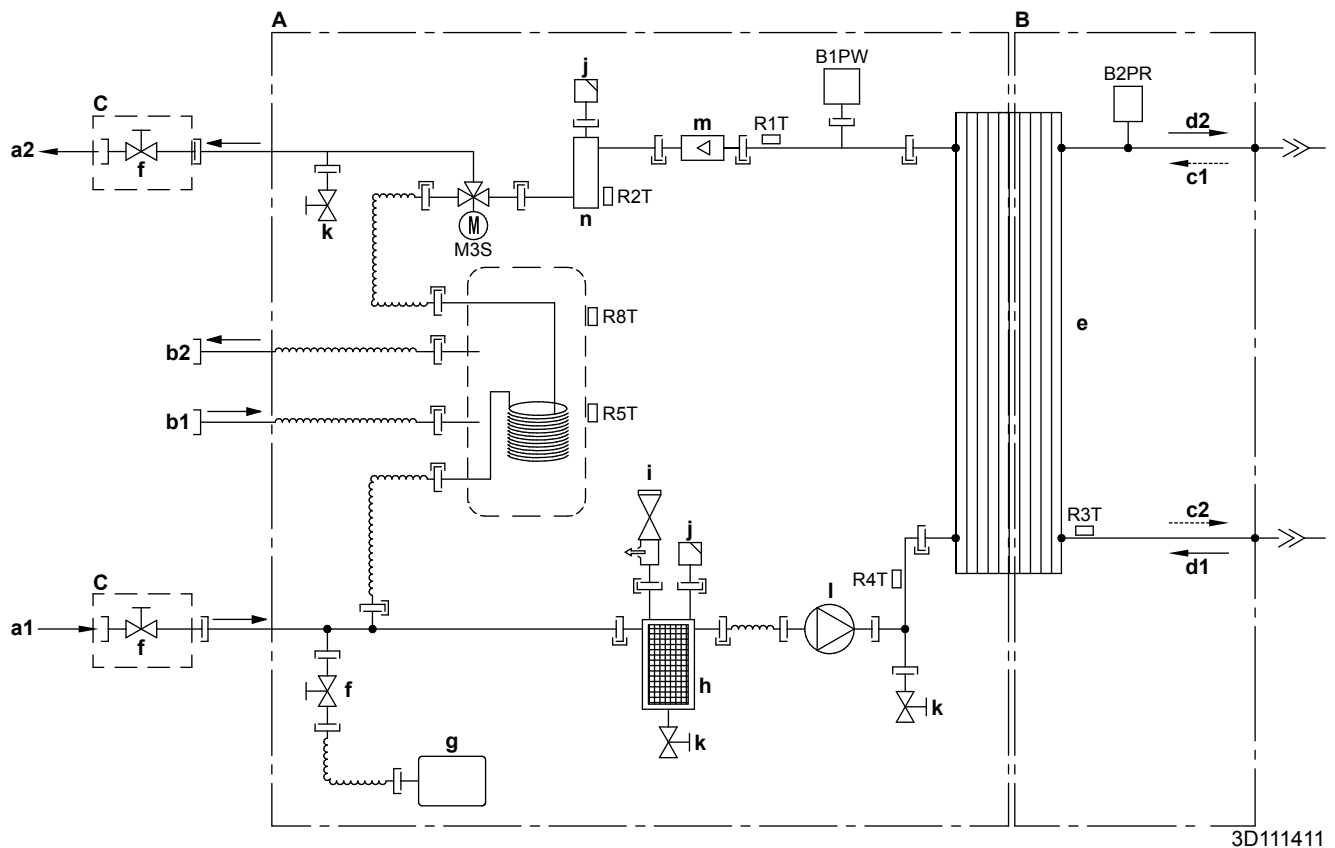 A
B
j
B1PW
B2PR
C
m
R1T
d2
a2
f
c1
k
n
R2T
M
M3S
R8T
e
b2
b1
R5T
i
j
R3T
c2
C
R4T
d1
l
a1
f
f
h
k
k
g
3D111411